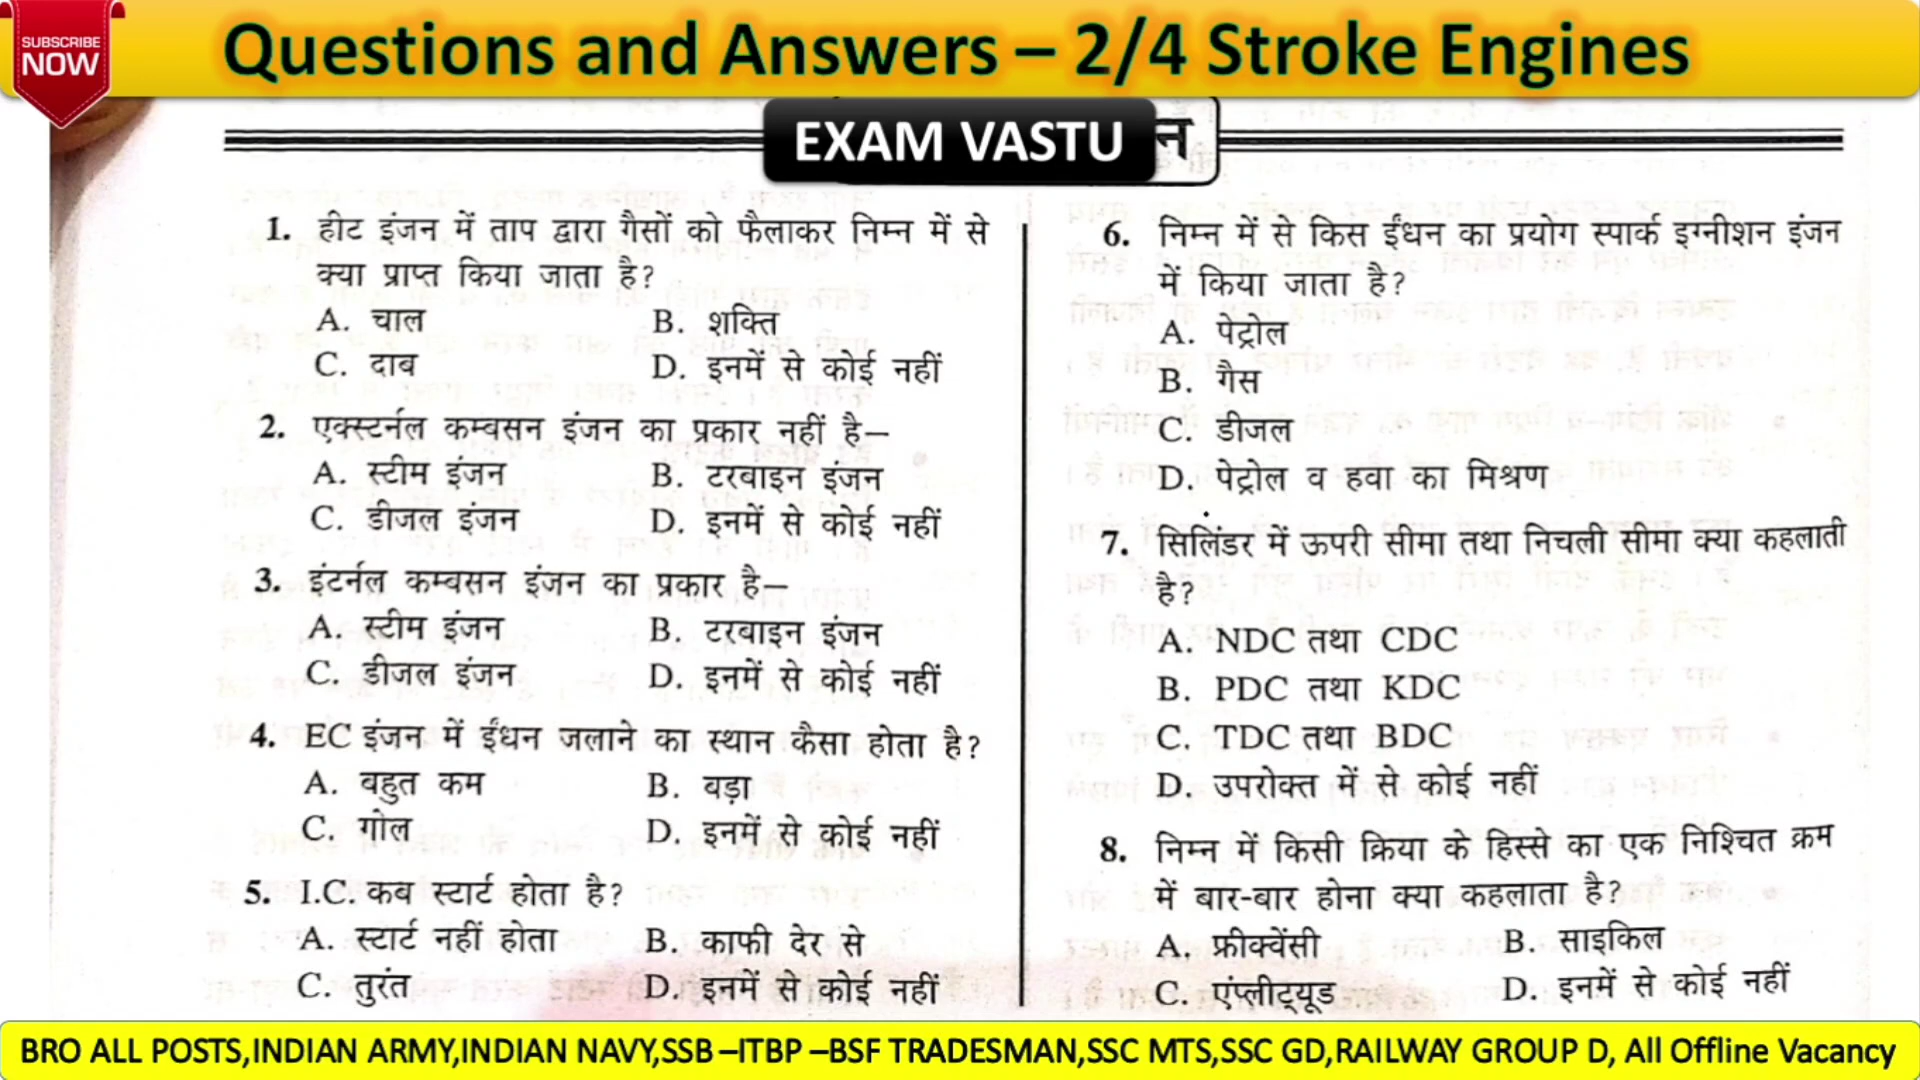 SUBSCRIBE
NOW
Questions and Answers – 2/4 Stroke Engines
EXAM VASTU
न
1. हीट इंजन में ताप द्वारा गैसों को फैलाकर निम्न में से
क्या प्राप्त किया जाता है?
A. चाल B. शक्ति
C. दाब D. इनमें से कोई नहीं
2. एक्स्टर्नल कम्बसन इंजन का प्रकार नहीं है–
A. स्टीम इंजन B. टरबाइन इंजन
C. डीजल इंजन D. इनमें से कोई नहीं
3. इंटर्नल कम्बसन इंजन का प्रकार है–
A. स्टीम इंजन B. टरबाइन इंजन
C. डीजल इंजन D. इनमें से कोई नहीं
4. EC इंजन में ईंधन जलाने का स्थान कैसा होता है?
A. बहुत कम B. बड़ा
C. गोल D. इनमें से कोई नहीं
5. I.C. कब स्टार्ट होता है?
A. स्टार्ट नहीं होता B. काफी देर से
C. तुरंत D. इनमें से कोई नहीं
6. निम्न में से किस ईंधन का प्रयोग स्पार्क इग्नीशन इंजन
में किया जाता है?
A. पेट्रोल
B. गैस
C. डीजल
D. पेट्रोल व हवा का मिश्रण
7. सिलिंडर में ऊपरी सीमा तथा निचली सीमा क्या कहलाती
है?
A. NDC तथा CDC
B. PDC तथा KDC
C. TDC तथा BDC
D. उपरोक्त में से कोई नहीं
8. निम्न में किसी क्रिया के हिस्से का एक निश्चित क्रम
में बार-बार होना क्या कहलाता है?
A. फ्रीक्वेंसी B. साइकिल
C. एंप्लीट्यूड D. इनमें से कोई नहीं
BRO ALL POSTS,INDIAN ARMY,INDIAN NAVY,SSB –ITBP –BSF TRADESMAN,SSC MTS,SSC GD,RAILWAY GROUP D, All Offline Vacancy